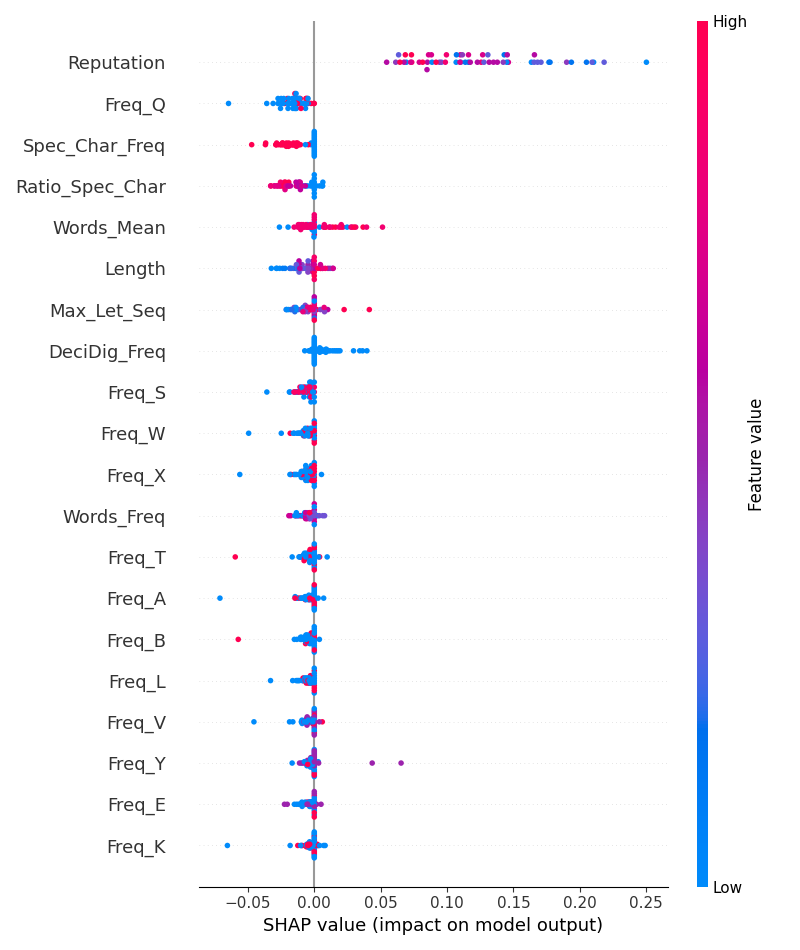 High
Reputation
Freq_Q
Spec_Char_Freq
Ratio_Spec_Char
Words_Mean
Length
Max_Let_Seq
DeciDig_Freq
Freq_S
Freq_W
Freq_X
Words_Freq
Freq_T
Freq_A
Freq_B
Freq_L
Freq_V
Freq_Y
Freq_E
Freq_K
Feature value
Low
−0.05 0.00 0.05 0.10 0.15 0.20 0.25
SHAP value (impact on model output)